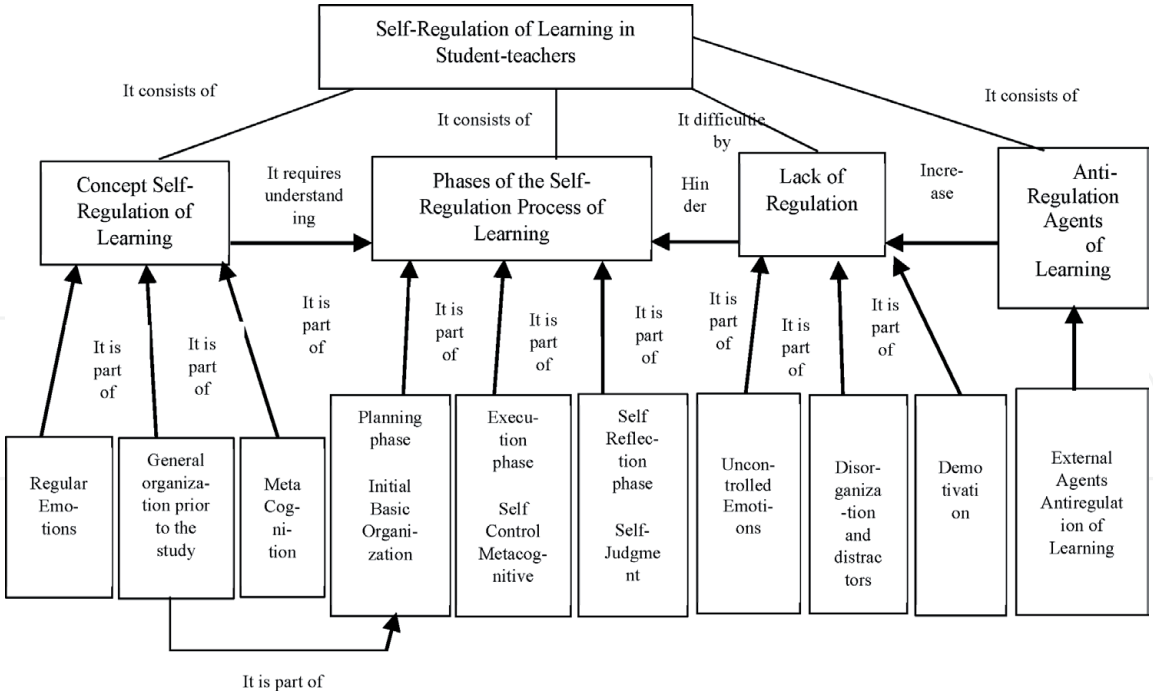 Self-Regulation of Learning in
Student-teachers
It consists of
It consists of
It difficultie
by
It consists of
Concept Self-
Regulation of
Learning
It requires
understand
ing
Phases of the Self-
Regulation Process of
Learning
Hin
der
Lack of
Regulation
Incre-
ase
Anti-
Regulation
Agents
of
Learning
It is
part
of
It is
part
of
It is
part
of
It is
part
of
It is
part
of
It is
part
of
It is
part
of
It is
part
of
It is
part
of
Regular
Emo-
tions
General
organiza-
tion prior
to the
study
Meta
Cog-
ni-
tion
Planning
phase
Initial
Basic
Organi-
zation
Execu-
tion
phase
Self
Control
Metacog-
nitive
Self
Reflec-
tion
phase
Self-
Judgme
nt
Uncon-
trolled
Emoti-
ons
Disor-
ganiza
-tion
and
distrac
tors
Demo
tivati
on
External
Agents
Antiregulat
ion of
Learning
It is part of